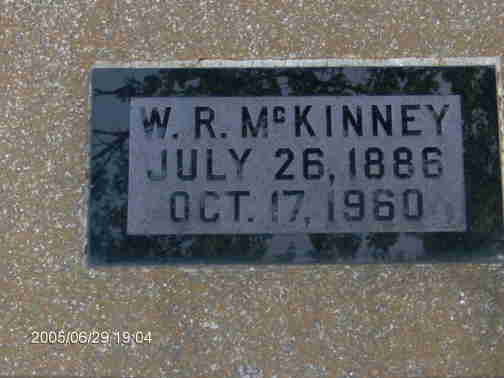 W. R. McKINNEY
JULY 26, 1886
OCT. 17, 1960
2005/06/29 19:04